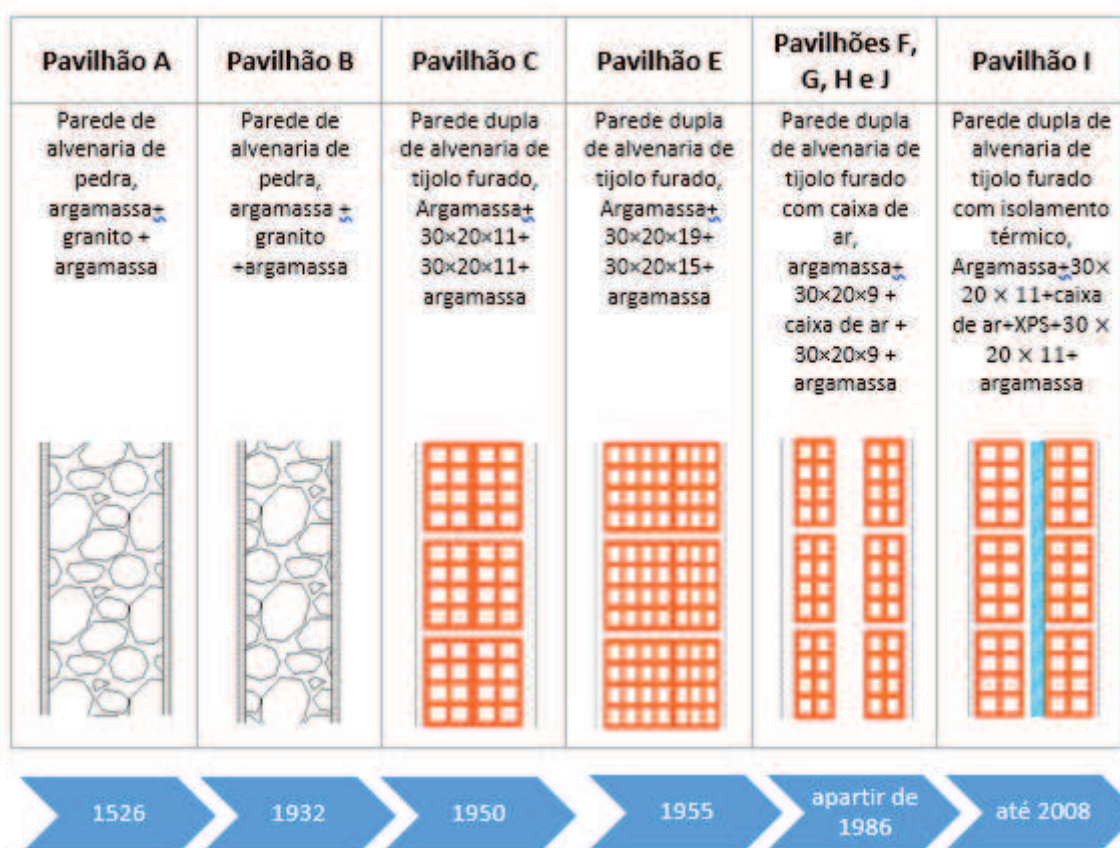 Pavilhão A
Pavilhão B
Pavilhão C
Pavilhão E
Pavilhões F,
G, H e J
Pavilhão I
Parede de
alvenaria de
pedra,
argamassa+
granito +
argamassa
Parede de
alvenaria de
pedra,
argamassa +
granito
+argamassa
Parede dupla
de alvenaria de
tijolo furado,
Argamassa+
30×20×11+
30×20×11+
argamassa
Parede dupla
de alvenaria de
tijolo furado,
Argamassa+
30×20×19+
30×20×15+
argamassa
Parede dupla
de alvenaria de
tijolo furado
com caixa de
ar,
argamassa+
30×20×9 +
caixa de ar +
30×20×9 +
argamassa
Parede dupla de
alvenaria de
tijolo furado
com isolamento
térmico,
Argamassa+30×
20 × 11+caixa
de ar+XPS+30 ×
20 × 11+
argamassa
1526
1932
1950
1955
apartir de
1986
até 2008